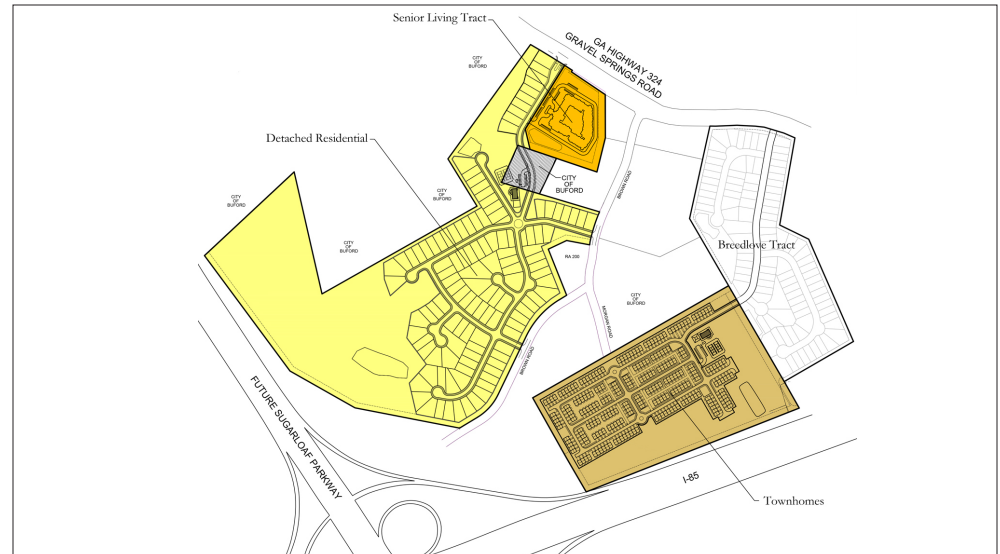 Senior Living Tract
GA HIGHWAY 324
GRAVEL SPRINGS ROAD
CITY
OF
BUFORD
Detached Residential
CITY
OF
BUFORD
BROWN ROAD
CITY
OF
BUFORD
CITY
OF
BUFORD
CITY
OF
BUFORD
Breedlove Tract
RA 200
CITY
OF
BUFORD
MORGAN ROAD
BROWN ROAD
FUTURE SUGARLOAF PARKWAY
I-85
Townhomes